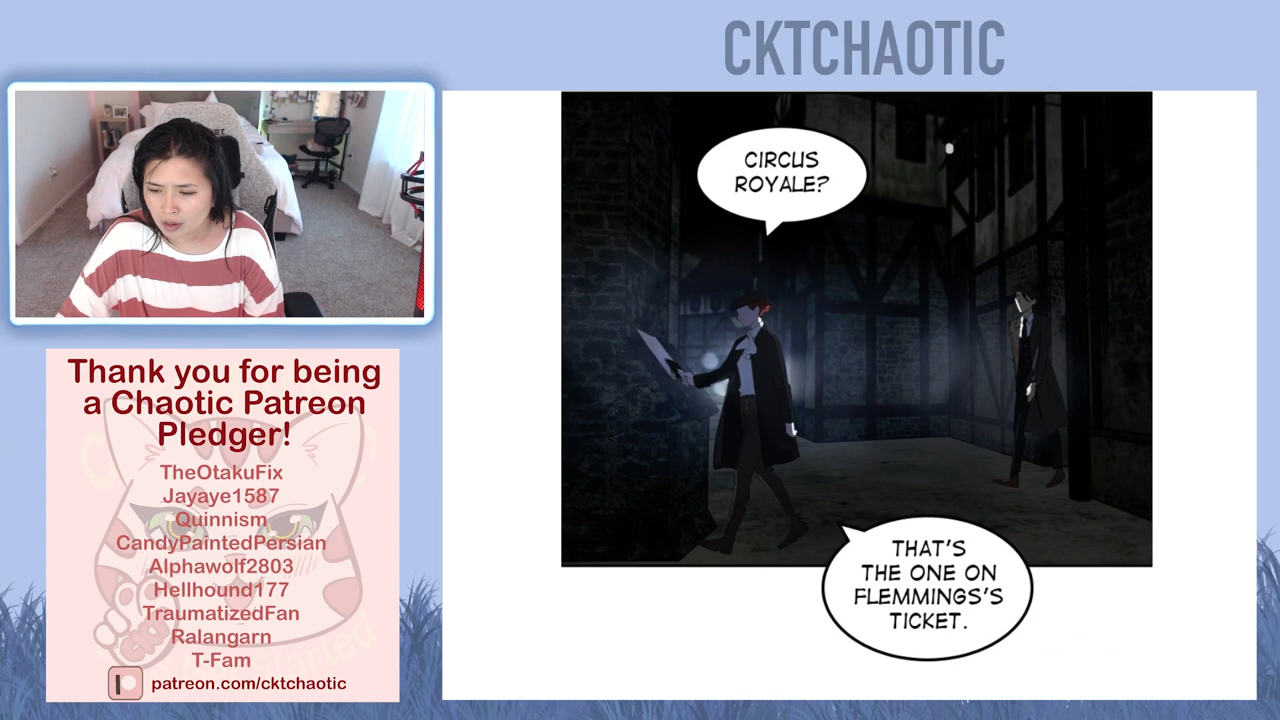 CKTCHAOTIC
CIRCUS
ROYALE?
THAT'S
THE ONE ON
FLEMMINGS'S
TICKET.
Thank you for being
a Chaotic Patreon
Pledger!
TheOtakuFix
Jayaye1587
Quinnism
CandyPaintedPersian
Alphawolf2803
Hellhound177
TraumatizedFan
Ralangarn
T-Fam
patreon.com/cktchaotic